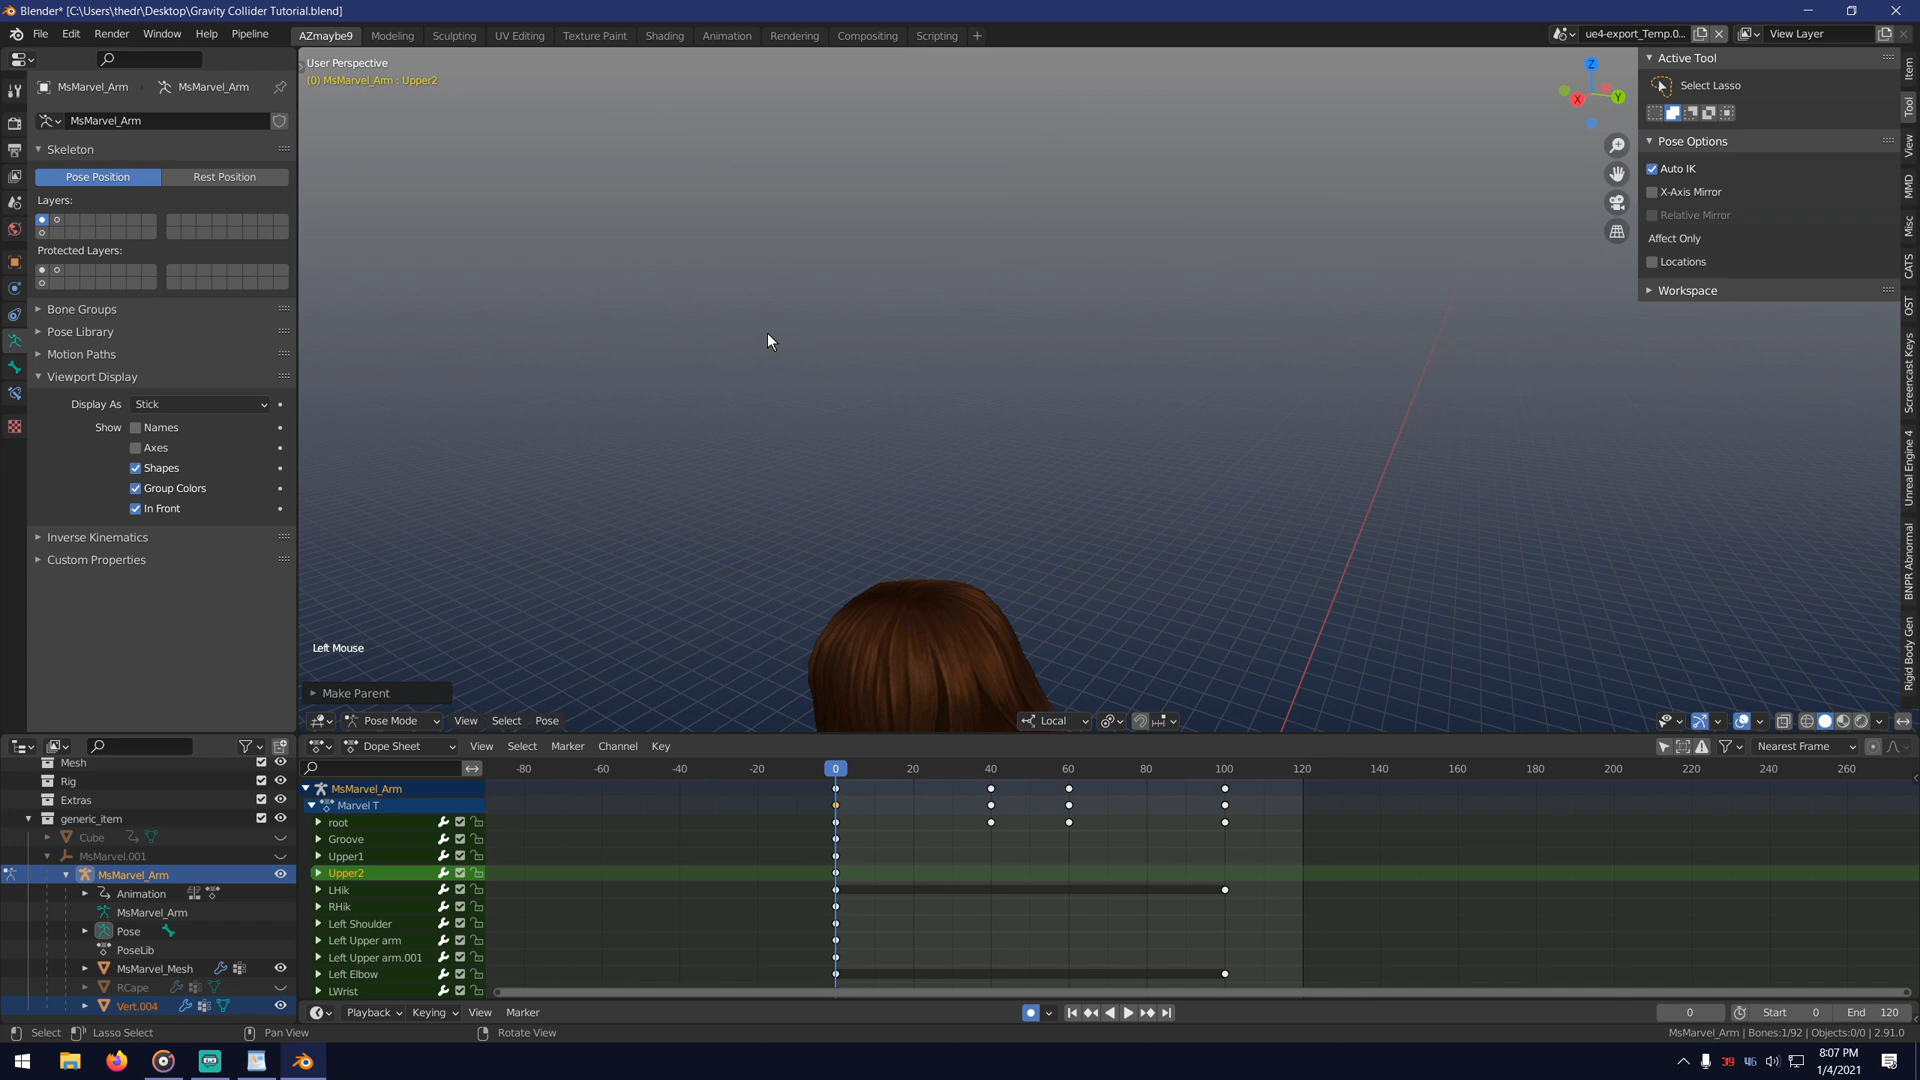 Blender* [C:\Users\thedr\Desktop\Gravity Collider Tutorial.blend]
File Edit Render Window Help Pipeline
AZmaybe9 Modeling Sculpting UV Editing Texture Paint Shading Animation Rendering Compositing Scripting
ue4-export_Temp.0... View Layer
MsMarvel_Arm MsMarvel_Arm
MsMarvel_Arm
Skeleton
Pose Position Rest Position
Layers:
Protected Layers:
Bone Groups
Pose Library
Motion Paths
Viewport Display
Display As Stick
Show Names
Axes
Shapes
Group Colors
In Front
Inverse Kinematics
Custom Properties
User Perspective
(0) MsMarvel_Arm : Upper2
Z
X
Y
Left Mouse
Make Parent
Pose Mode View Select Pose
Local
Active Tool
Select Lasso
Pose Options
Auto IK
X-Axis Mirror
Relative Mirror
Affect Only
Locations
Workspace
Item
Tool
View
MMD
Misc
CATS
OST
Screencast Keys
Unreal Engine 4
BNPR Abnormal
Rigid Body Gen
Mesh
Rig
Extras
generic_item
Cube
MsMarvel.001
MsMarvel_Arm
Animation
MsMarvel_Arm
Pose
PoseLib
MsMarvel_Mesh
RCape
Vert.004
Dope Sheet View Select Marker Channel Key
Nearest Frame
-80 -60 -40 -20 0 20 40 60 80 100 120 140 160 180 200 220 240 260
MsMarvel_Arm
Marvel T
root
Groove
Upper1
Upper2
LHik
RHik
Left Shoulder
Left Upper arm
Left Upper arm.001
Left Elbow
LWrist
Playback Keying View Marker
0 Start 0 End 120
Select Lasso Select Pan View Rotate View
MsMarvel_Arm | Bones:1/92 | Objects:0/0 | 2.91.0
39 46
8:07 PM
1/4/2021